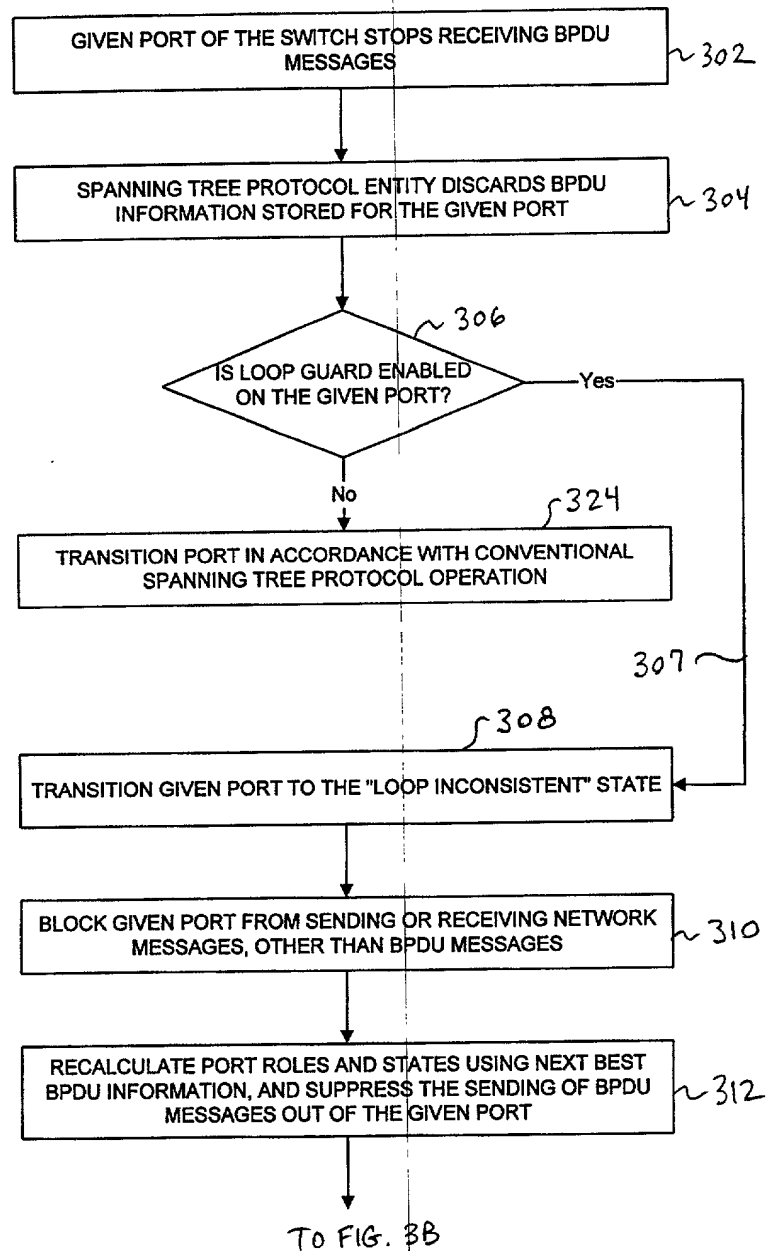 GIVEN PORT OF THE SWITCH STOPS RECEIVING BPDU
MESSAGES
302
SPANNING TREE PROTOCOL ENTITY DISCARDS BPDU
INFORMATION STORED FOR THE GIVEN PORT
304
306
IS LOOP GUARD ENABLED
ON THE GIVEN PORT?
Yes
No
324
TRANSITION PORT IN ACCORDANCE WITH CONVENTIONAL
SPANNING TREE PROTOCOL OPERATION
307
308
TRANSITION GIVEN PORT TO THE "LOOP INCONSISTENT" STATE
BLOCK GIVEN PORT FROM SENDING OR RECEIVING NETWORK
MESSAGES, OTHER THAN BPDU MESSAGES
310
RECALCULATE PORT ROLES AND STATES USING NEXT BEST
BPDU INFORMATION, AND SUPPRESS THE SENDING OF BPDU
MESSAGES OUT OF THE GIVEN PORT
312
TO FIG. 3B